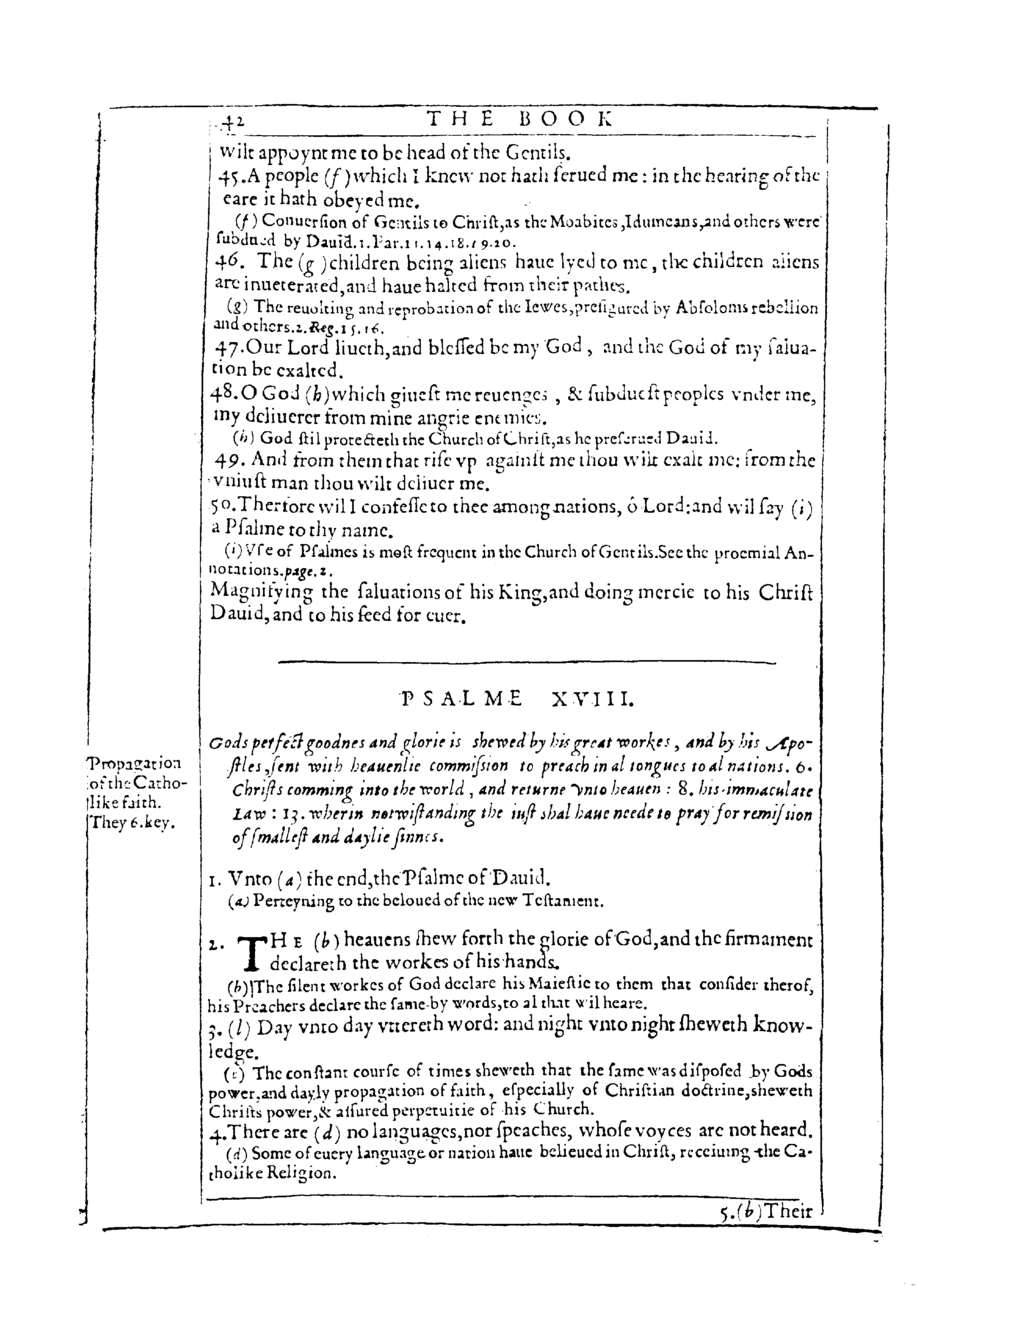 42 THE BOOK
wilt appoynt me to be head of the Gentils.
45. A people (f) which I knew not hath ſerued me: in the hearing of the
eare it hath obeyed me.
(f) Conuerſion of Gentils to Chriſt, as the Moabites, Idumeans, and others were
ſubdued by Dauid. 1. Par. 11. 14. 18. 19. 20.
46. The (g) children being aliens haue lyed to me, the children aliens
are inueterated, and haue halted from their pathes.
(g) The reuolting and reprobation of the Iewes, prefigured by Abſoloms rebellion
and others. 2. Reg. 15. 16.
47. Our Lord liueth, and bleſſed be my God, and the God of my ſalua-
tion be exalted.
48. O God (h) which giueſt me reuenges, & ſubdueſt peoples vnder me,
my deliuerer from mine angrie enemies.
(h) God ſtil protecteth the Church of Chriſt, as he preſerued Dauid.
49. And from them that riſe vp againſt me thou wilt exalt me: from the
vniuſt man thou wilt deliuer me.
50. Therfore wil I confeſſe to thee among nations, ô Lord: and wil ſay (i)
a Pſalme to thy name.
(i) Vſe of Pſalmes is moſt frequent in the Church of Gentils. See the proemial An-
notations. page. 2.
Magnifying the ſaluations of his King, and doing mercie to his Chriſt
Dauid, and to his ſeed for euer.
PSALME XVIII.
Gods perfect goodnes and glorie is shewed by his great workes, and by his Apo-
ſtles, ſent with heauenlie commiſsion to preach in al tongues to al nations. 6.
Chriſts comming into the world, and returne vnto heauen: 8. his immaculate
Law: 13. wherin notwiſtanding the iuſt shal haue neede to pray for remiſsion
of ſmalleſt and daylie ſinnes.
Propagation
of the Catho-
like faith.
They 6. key.
1. Vnto (a) the end, the Pſalme of Dauid.
(a) Perteyning to the beloued of the new Teſtament.
2. THE (b) heauens ſhew forth the glorie of God, and the firmament
declareth the workes of his hands.
(b) The ſilent workes of God declare his Maieſtie to them that conſider therof,
his Preachers declare the ſame by words, to al that wil heare.
3. (l) Day vnto day vttereth word: and night vnto night ſheweth know-
ledge.
(c) The conſtant courſe of times sheweth that the ſame was diſpoſed by Gods
power, and dayly propagation of faith, eſpecially of Chriſtian doctrine, sheweth
Chriſts power, & aſſured perpetuitie of his Church.
4. There are (d) no languages, nor ſpeaches, whoſe voyces are not heard.
(d) Some of euery language or nation haue belieued in Chriſt, receiuing the Ca-
tholike Religion.
5. (b) Their